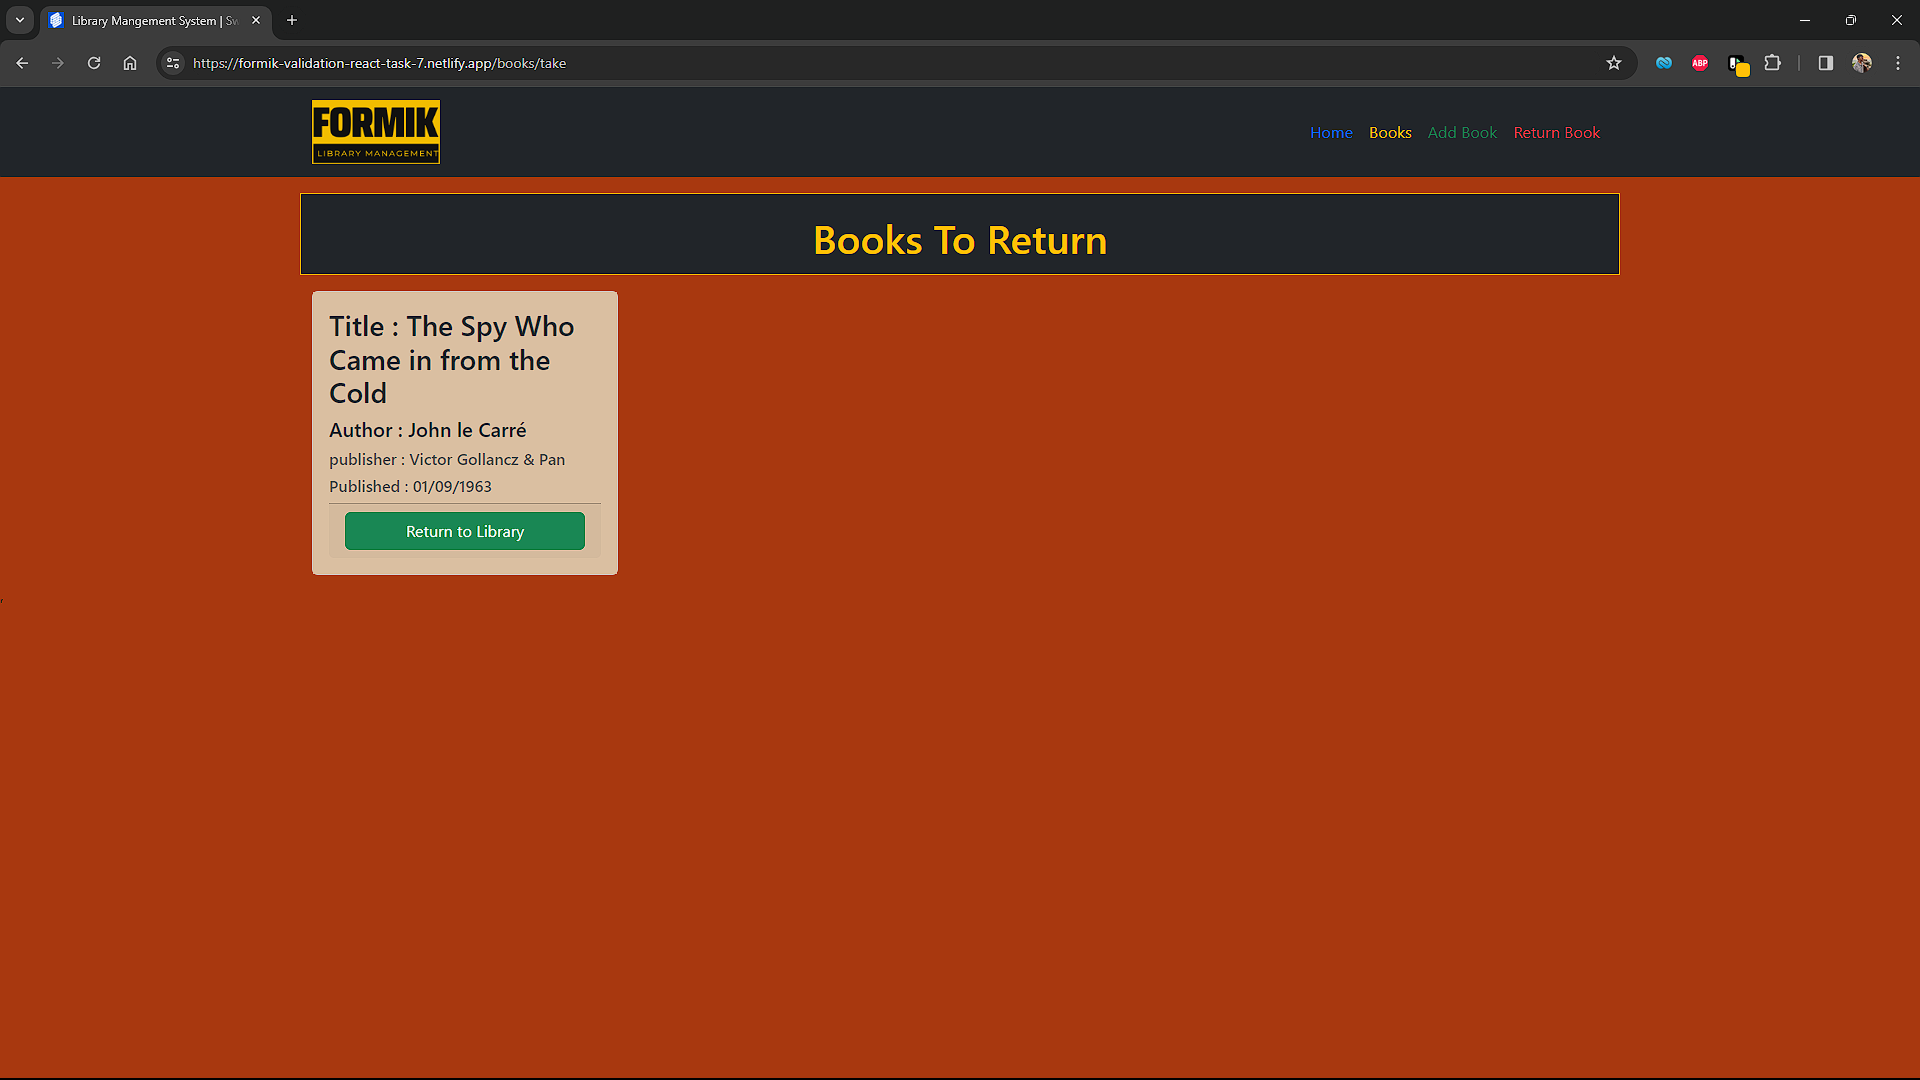 Library Mangement System | Sw
https://formik-validation-react-task-7.netlify.app/books/take
ABP
FORMIK
LIBRARY MANAGEMENT
Home Books Add Book Return Book
Books To Return
Title : The Spy Who
Came in from the
Cold
Author : John le Carré
publisher : Victor Gollancz & Pan
Published : 01/09/1963
Return to Library